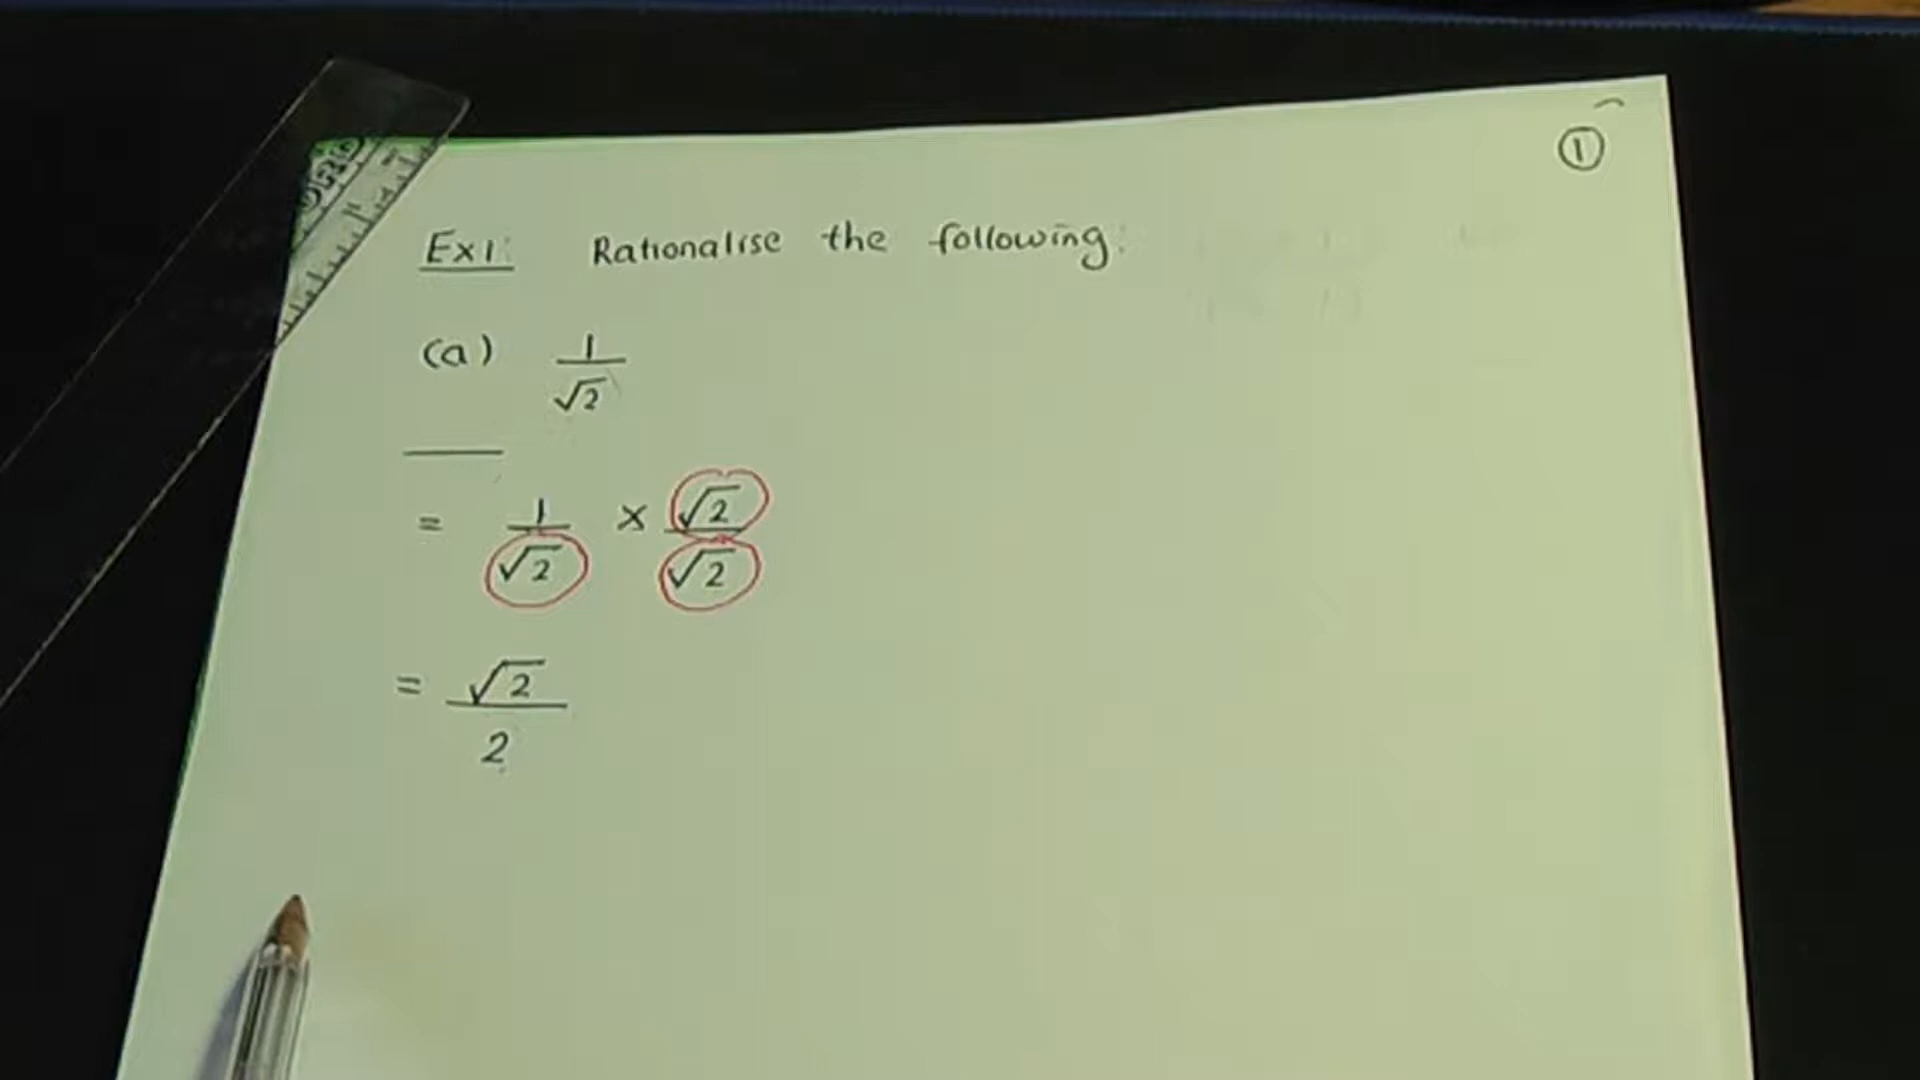 ①
Ex1: Rationalise the following:
(a) 1/√2
= 1/√2 × √2/√2
= √2/2